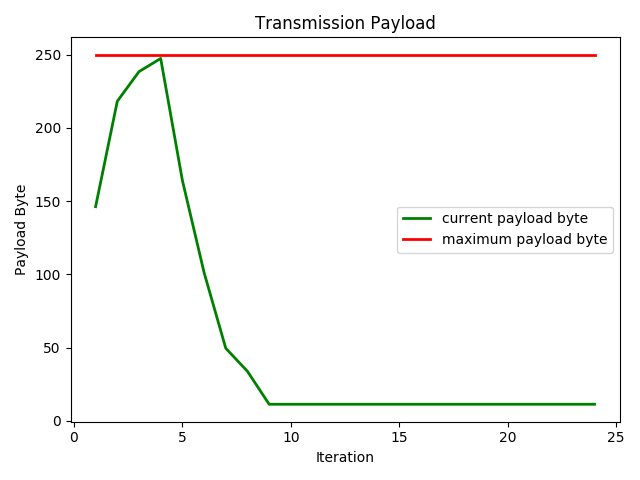 Transmission Payload
Payload Byte
250
200
150
100
50
0
current payload byte
maximum payload byte
0
5
10
15
20
25
Iteration